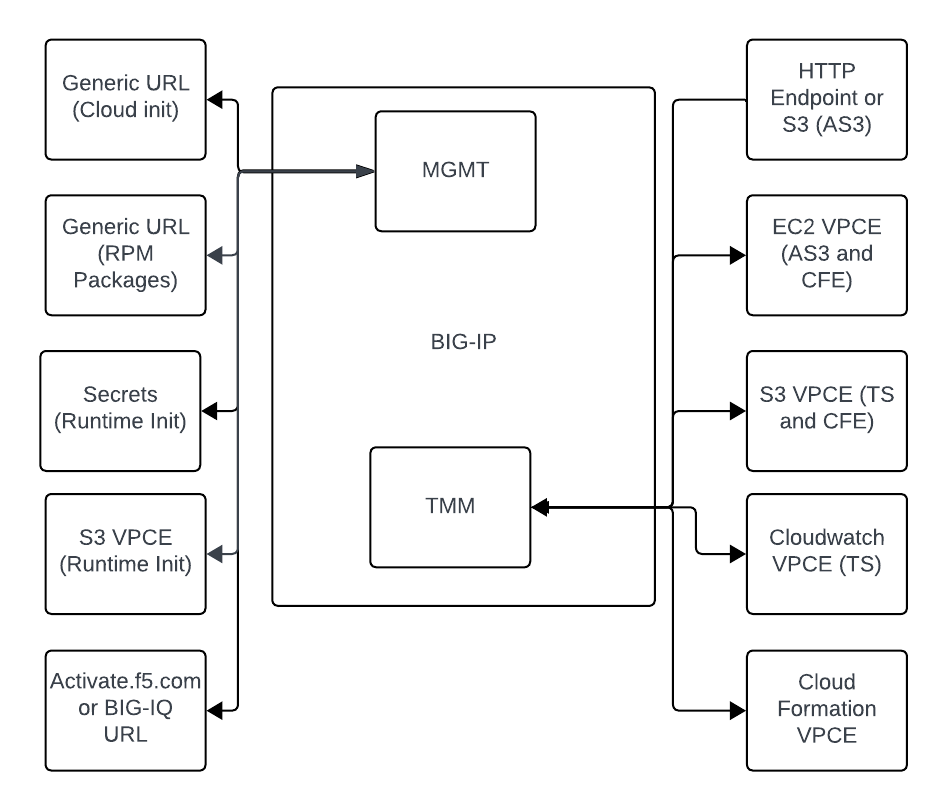 Generic URL
(Cloud init)
Generic URL
(RPM
Packages)
Secrets
(Runtime Init)
S3 VPCE
(Runtime Init)
Activate.f5.com
or BIG-IQ
URL
MGMT
BIG-IP
TMM
HTTP
Endpoint or
S3 (AS3)
EC2 VPCE
(AS3 and
CFE)
S3 VPCE (TS
and CFE)
Cloudwatch
VPCE (TS)
Cloud
Formation
VPCE